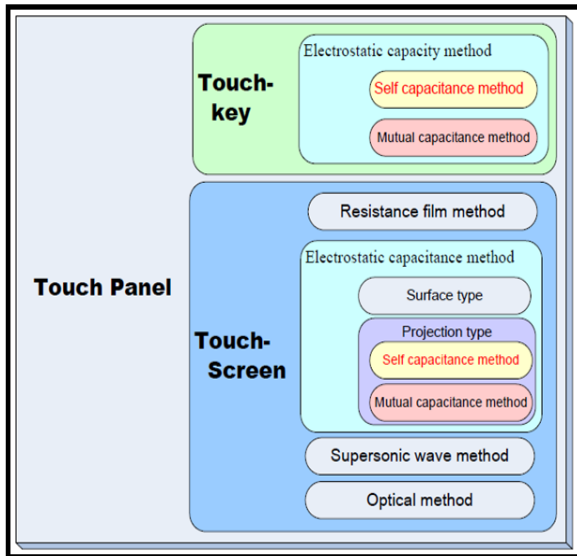 Touch Panel
Touch-
key
Electrostatic capacity method
Self capacitance method
Mutual capacitance method
Touch-
Screen
Resistance film method
Electrostatic capacitance method
Surface type
Projection type
Self capacitance method
Mutual capacitance method
Supersonic wave method
Optical method